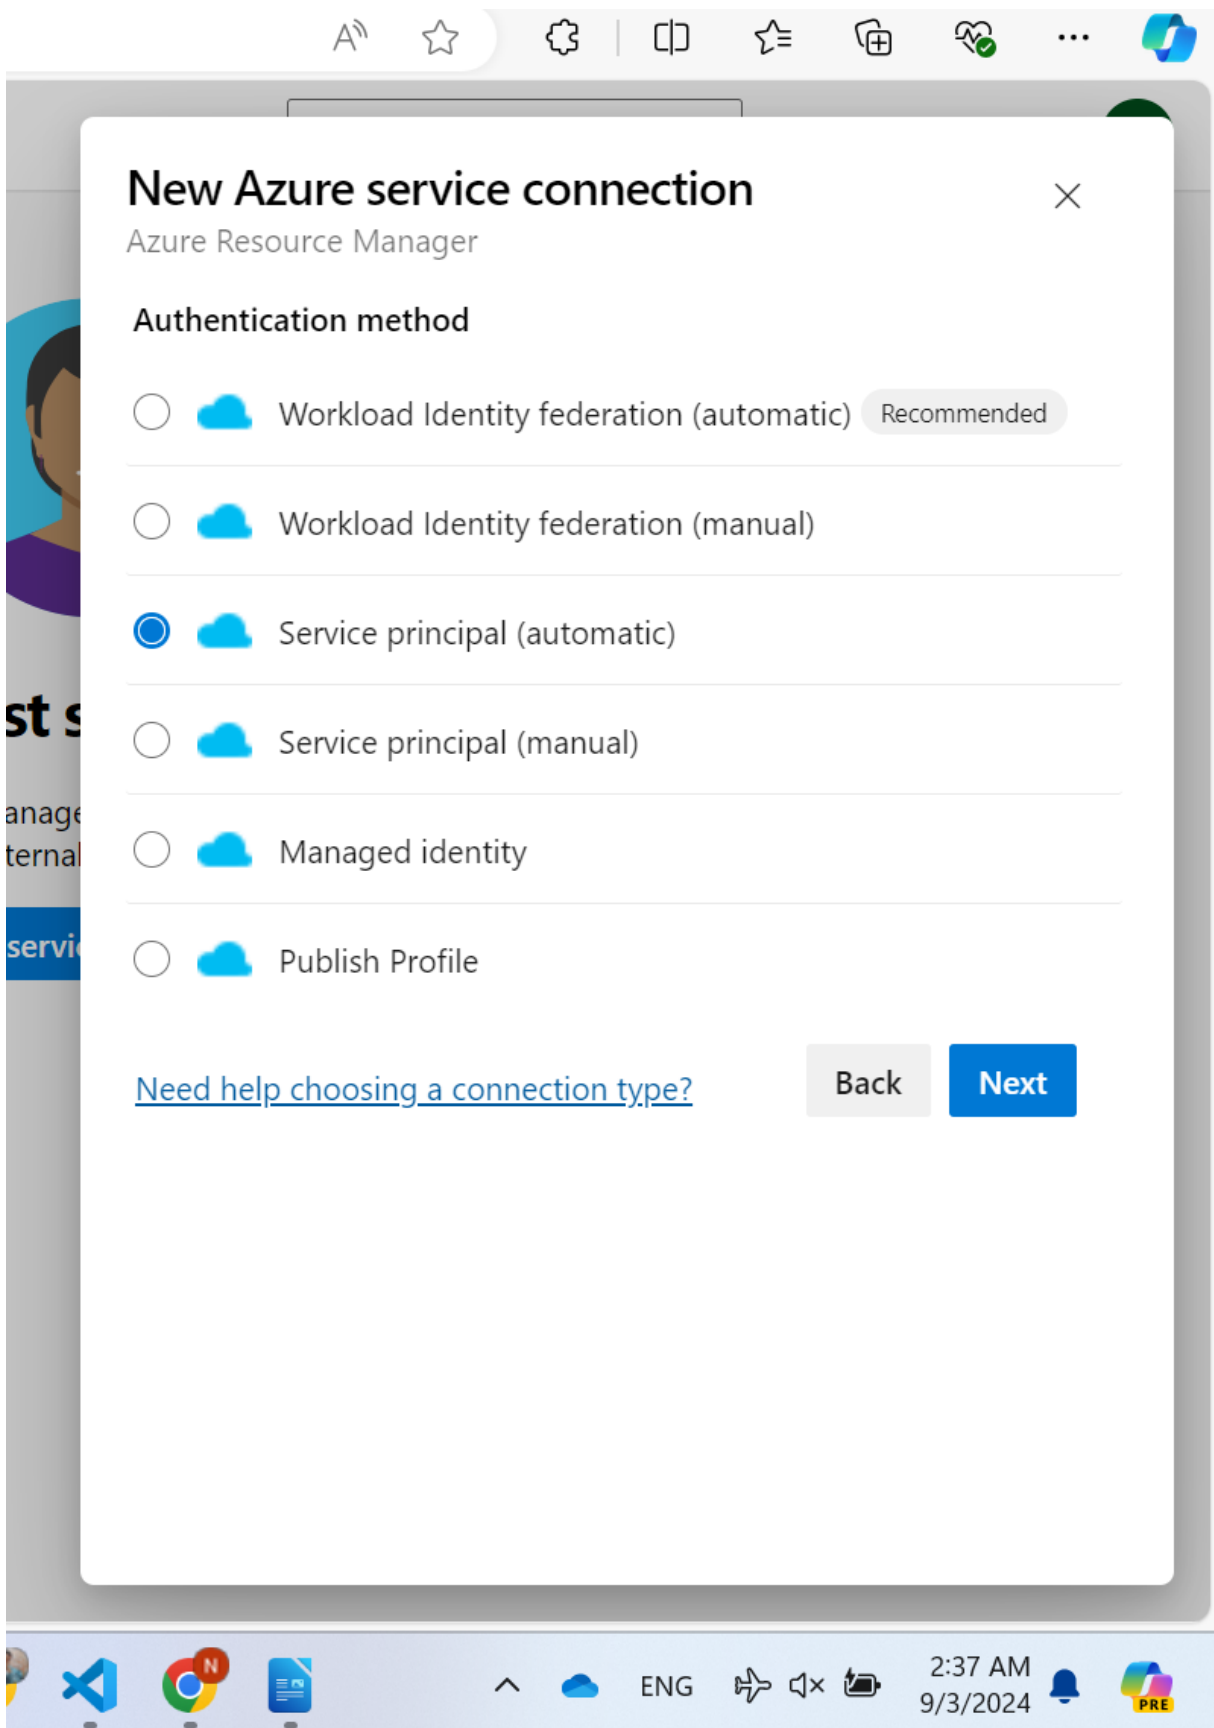 New Azure service connection
Azure Resource Manager
Authentication method
Workload Identity federation (automatic) Recommended
Workload Identity federation (manual)
Service principal (automatic)
Service principal (manual)
Managed identity
Publish Profile
Need help choosing a connection type? Back Next
st s
anage
ternal
servi
N
ENG
2:37 AM
9/3/2024
PRE